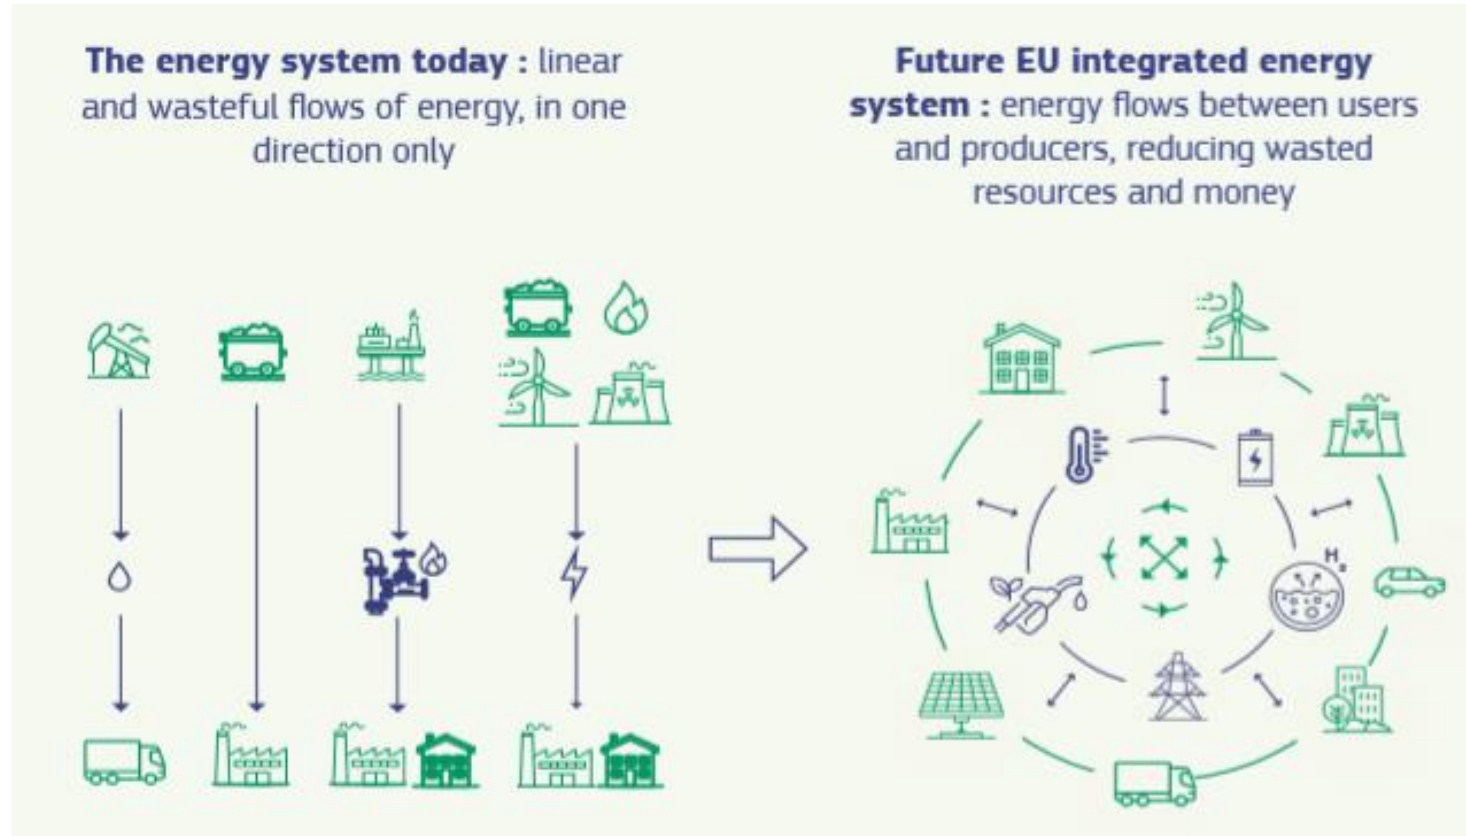 The energy system today : linear
and wasteful flows of energy, in one
direction only
Future EU integrated energy
system : energy flows between users
and producers, reducing wasted
resources and money
H₂